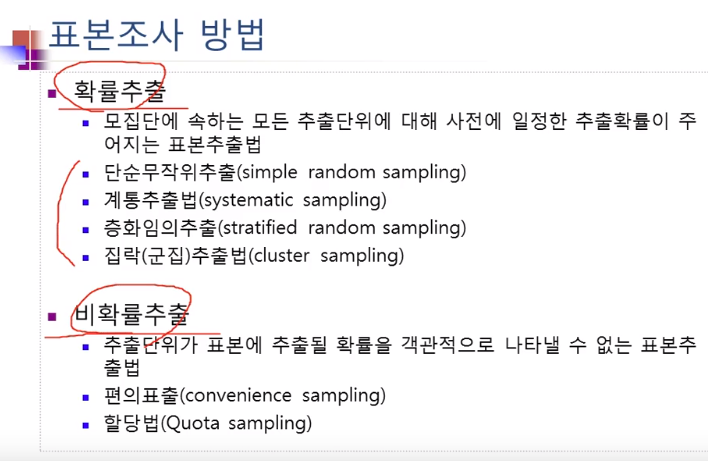 표본조사 방법
확률추출
모집단에 속하는 모든 추출단위에 대해 사전에 일정한 추출확률이 주
어지는 표본추출법
단순무작위추출(simple random sampling)
계통추출법(systematic sampling)
층화임의추출(stratified random sampling)
집락(군집)추출법(cluster sampling)
비확률추출
추출단위가 표본에 추출될 확률을 객관적으로 나타낼 수 없는 표본추
출법
편의표출(convenience sampling)
할당법(Quota sampling)